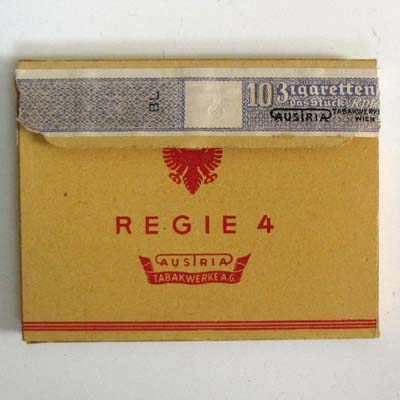 BL
10 Zigaretten
das Stück
AUSTRIA
TABAKWERKE
WIEN
REGIE 4
AUSTRIA
TABAKWERKE A.G.